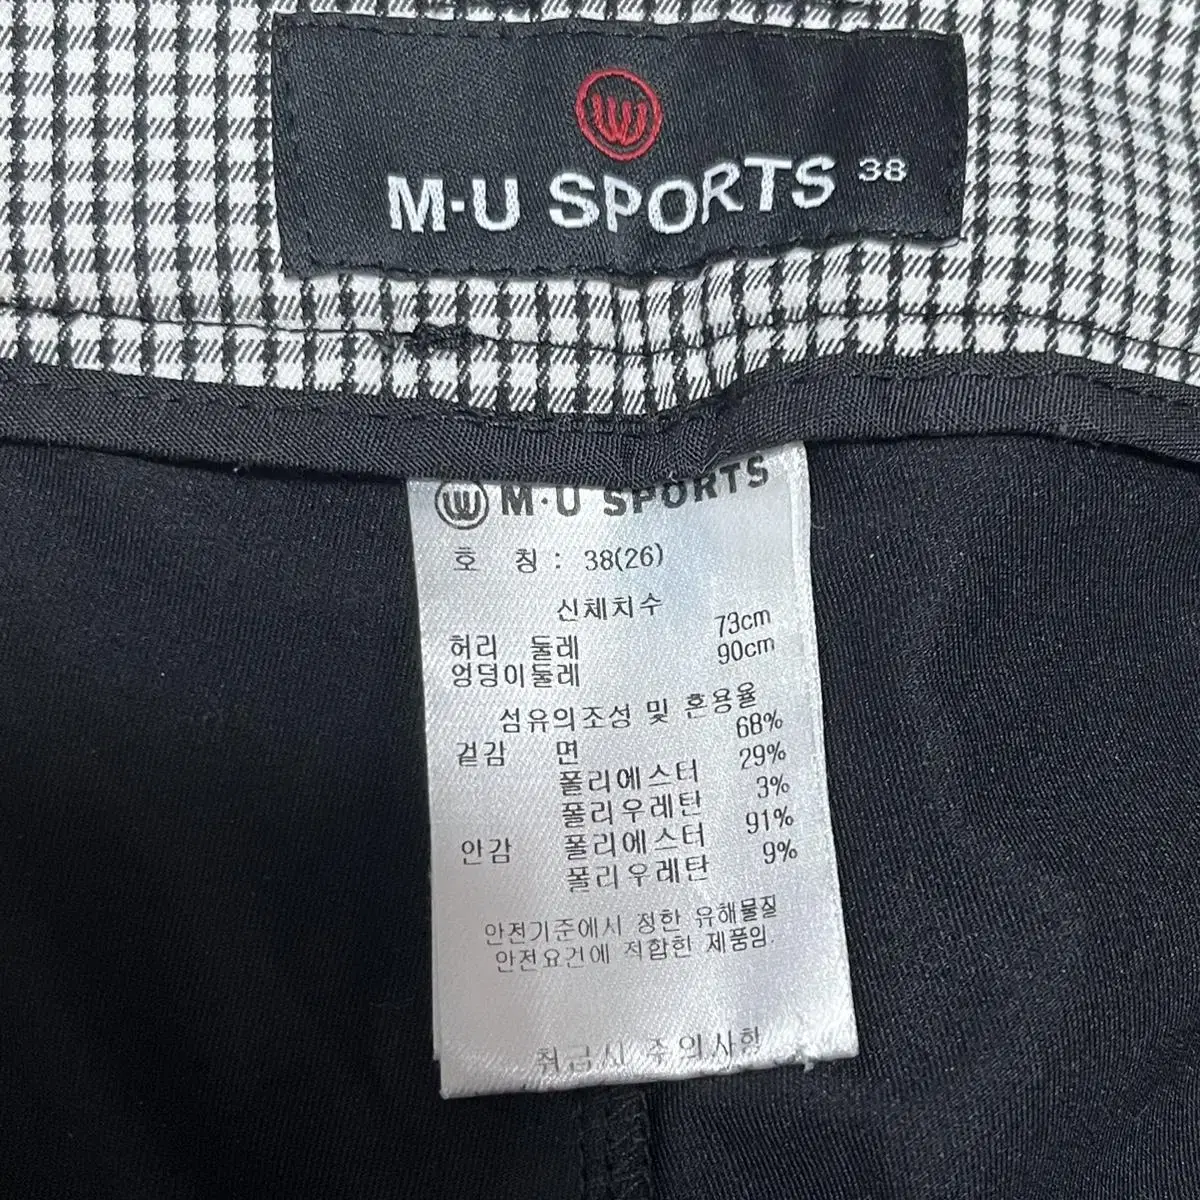 M·U SPORTS 38
M·U SPORTS
호 칭 : 38(26)
신체치수
허리 둘레 73cm
엉덩이둘레 90cm
섬유의조성 및 혼용율
겉감 면 68%
폴리에스터 29%
폴리우레탄 3%
안감 폴리에스터 91%
폴리우레탄 9%
안전기준에서 정한 유해물질
안전요건에 적합힌 제품임.
취급시 주의사항